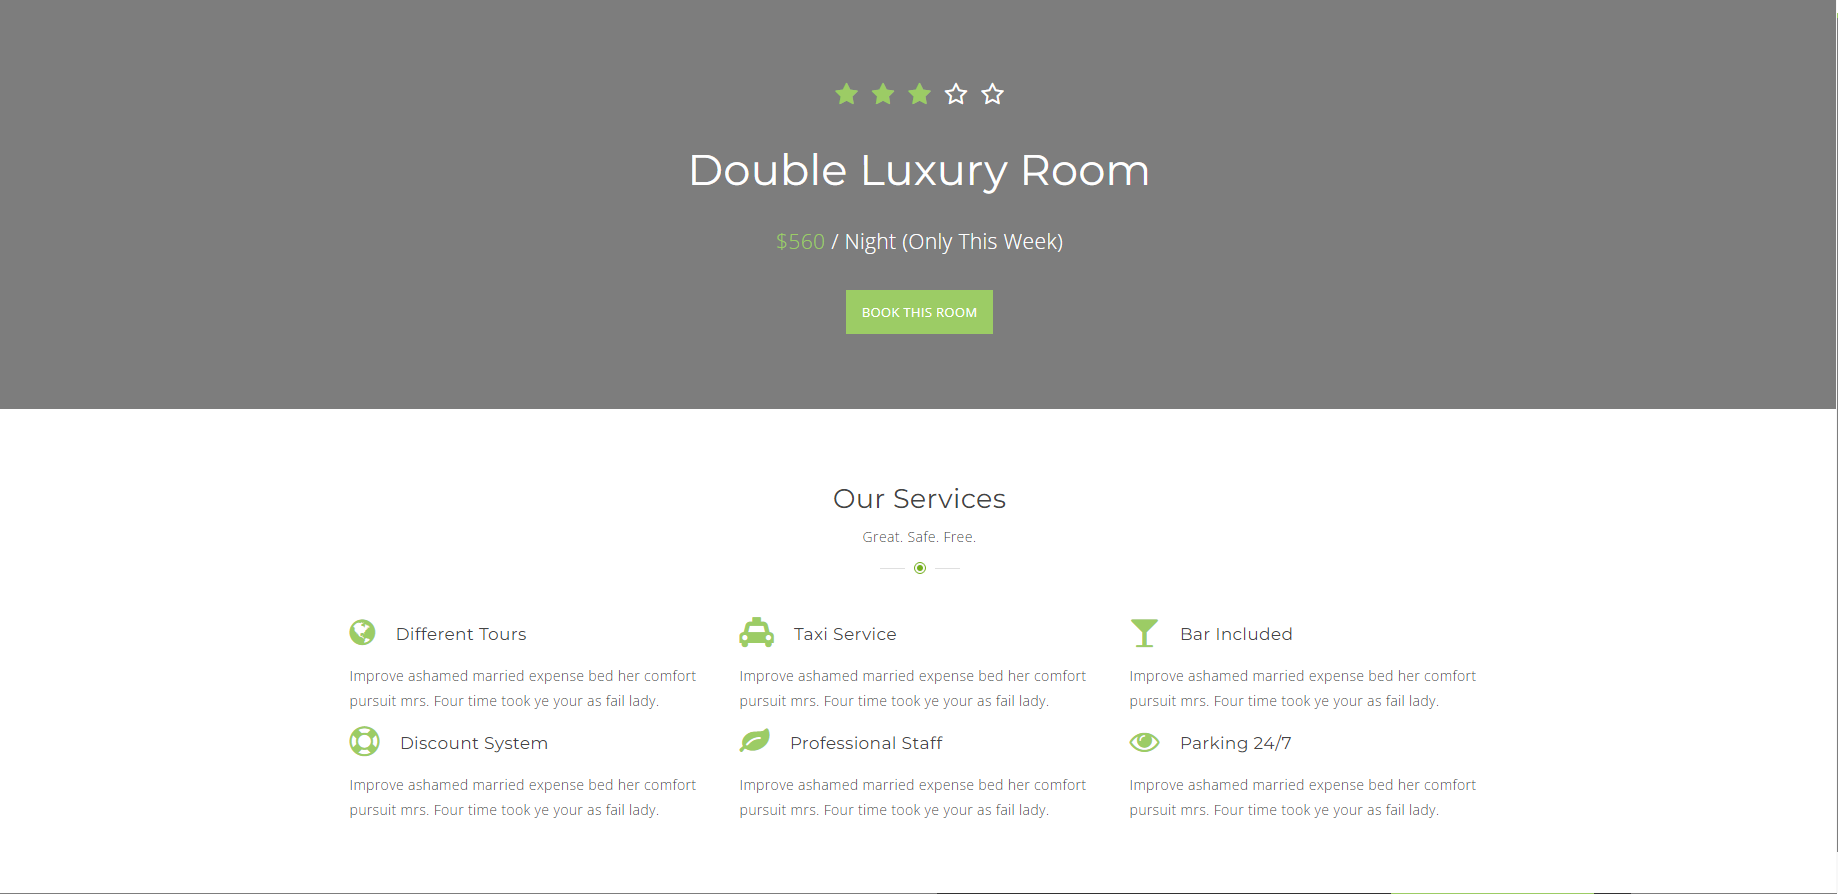 Double Luxury Room
$560 / Night (Only This Week)
BOOK THIS ROOM
Our Services
Great. Safe. Free.
Different Tours
Improve ashamed married expense bed her comfort
pursuit mrs. Four time took ye your as fail lady.
Taxi Service
Improve ashamed married expense bed her comfort
pursuit mrs. Four time took ye your as fail lady.
Bar Included
Improve ashamed married expense bed her comfort
pursuit mrs. Four time took ye your as fail lady.
Discount System
Improve ashamed married expense bed her comfort
pursuit mrs. Four time took ye your as fail lady.
Professional Staff
Improve ashamed married expense bed her comfort
pursuit mrs. Four time took ye your as fail lady.
Parking 24/7
Improve ashamed married expense bed her comfort
pursuit mrs. Four time took ye your as fail lady.